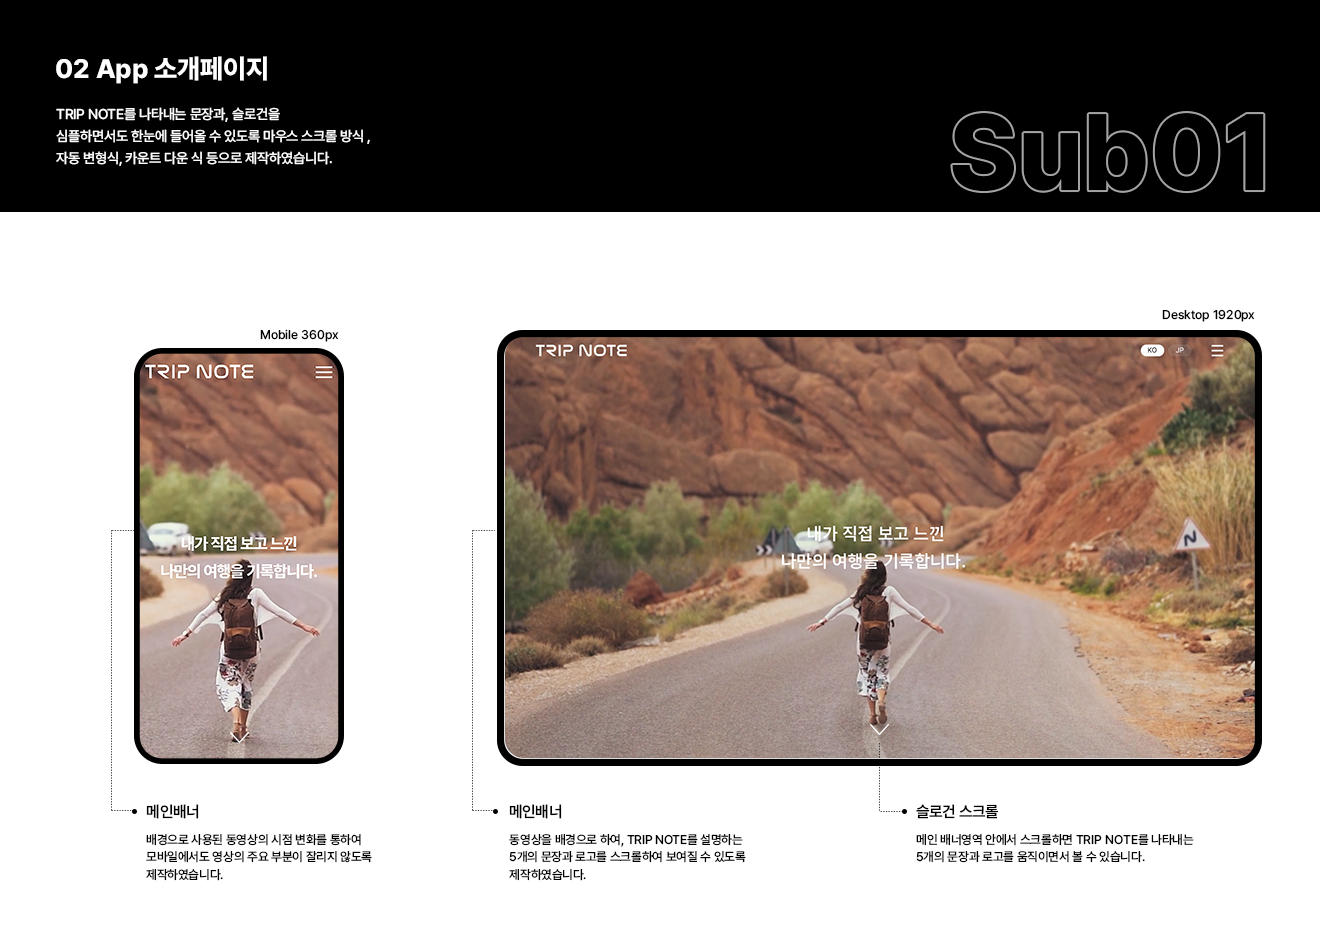 02 App 소개페이지
TRIP NOTE를 나타내는 문장과, 슬로건을
심플하면서도 한눈에 들어올 수 있도록 마우스 스크롤 방식 ,
자동 변형식, 카운트 다운 식 등으로 제작하였습니다.
Sub01
Mobile 360px
TRIP NOTE
내가 직접 보고 느낀
나만의 여행을 기록합니다.
Desktop 1920px
TRIP NOTE
KO JP
내가 직접 보고 느낀
나만의 여행을 기록합니다.
메인배너
배경으로 사용된 동영상의 시점 변화를 통하여
모바일에서도 영상의 주요 부분이 잘리지 않도록
제작하였습니다.
메인배너
동영상을 배경으로 하여, TRIP NOTE를 설명하는
5개의 문장과 로고를 스크롤하여 보여질 수 있도록
제작하였습니다.
슬로건 스크롤
메인 배너영역 안에서 스크롤하면 TRIP NOTE를 나타내는
5개의 문장과 로고를 움직이면서 볼 수 있습니다.